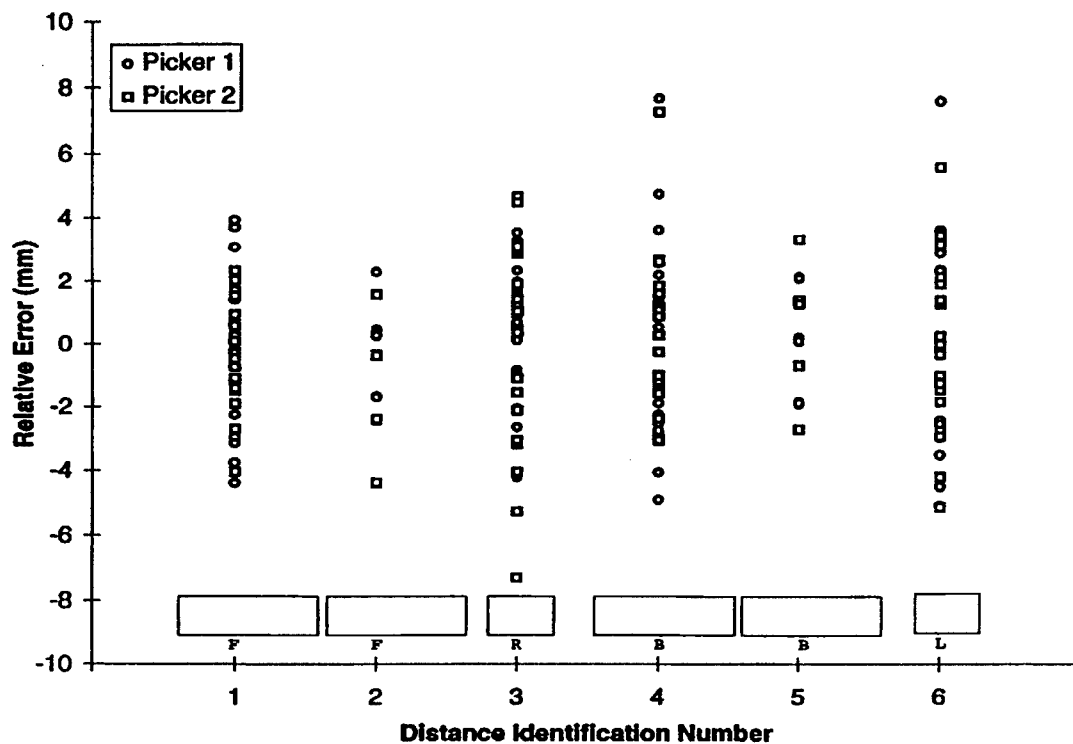 10
8
6
4
2
0
-2
-4
-6
-8
-10
Relative Error (mm)
Picker 1
Picker 2
F F R B B L
1 2 3 4 5 6
Distance Identification Number